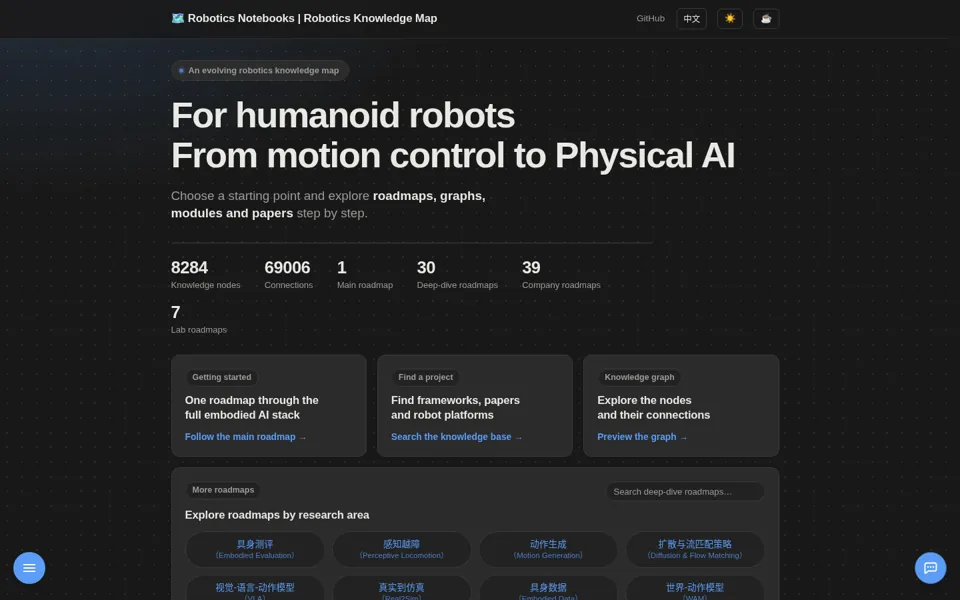 Robotics Notebooks | Robotics Knowledge Map
GitHub
中文
An evolving robotics knowledge map
For humanoid robots
From motion control to Physical AI
Choose a starting point and explore roadmaps, graphs,
modules and papers step by step.
8284
Knowledge nodes
69006
Connections
1
Main roadmap
30
Deep-dive roadmaps
39
Company roadmaps
7
Lab roadmaps
Getting started
One roadmap through the
full embodied AI stack
Follow the main roadmap →
Find a project
Find frameworks, papers
and robot platforms
Search the knowledge base →
Knowledge graph
Explore the nodes
and their connections
Preview the graph →
More roadmaps
Search deep-dive roadmaps...
Explore roadmaps by research area
具身测评
(Embodied Evaluation)
感知越障
(Perceptive Locomotion)
动作生成
(Motion Generation)
扩散与流匹配策略
(Diffusion & Flow Matching)
视觉-语言-动作模型
(VLA)
真实到仿真
(Real2Sim)
具身数据
(Embodied Data)
世界-动作模型
(WAM)